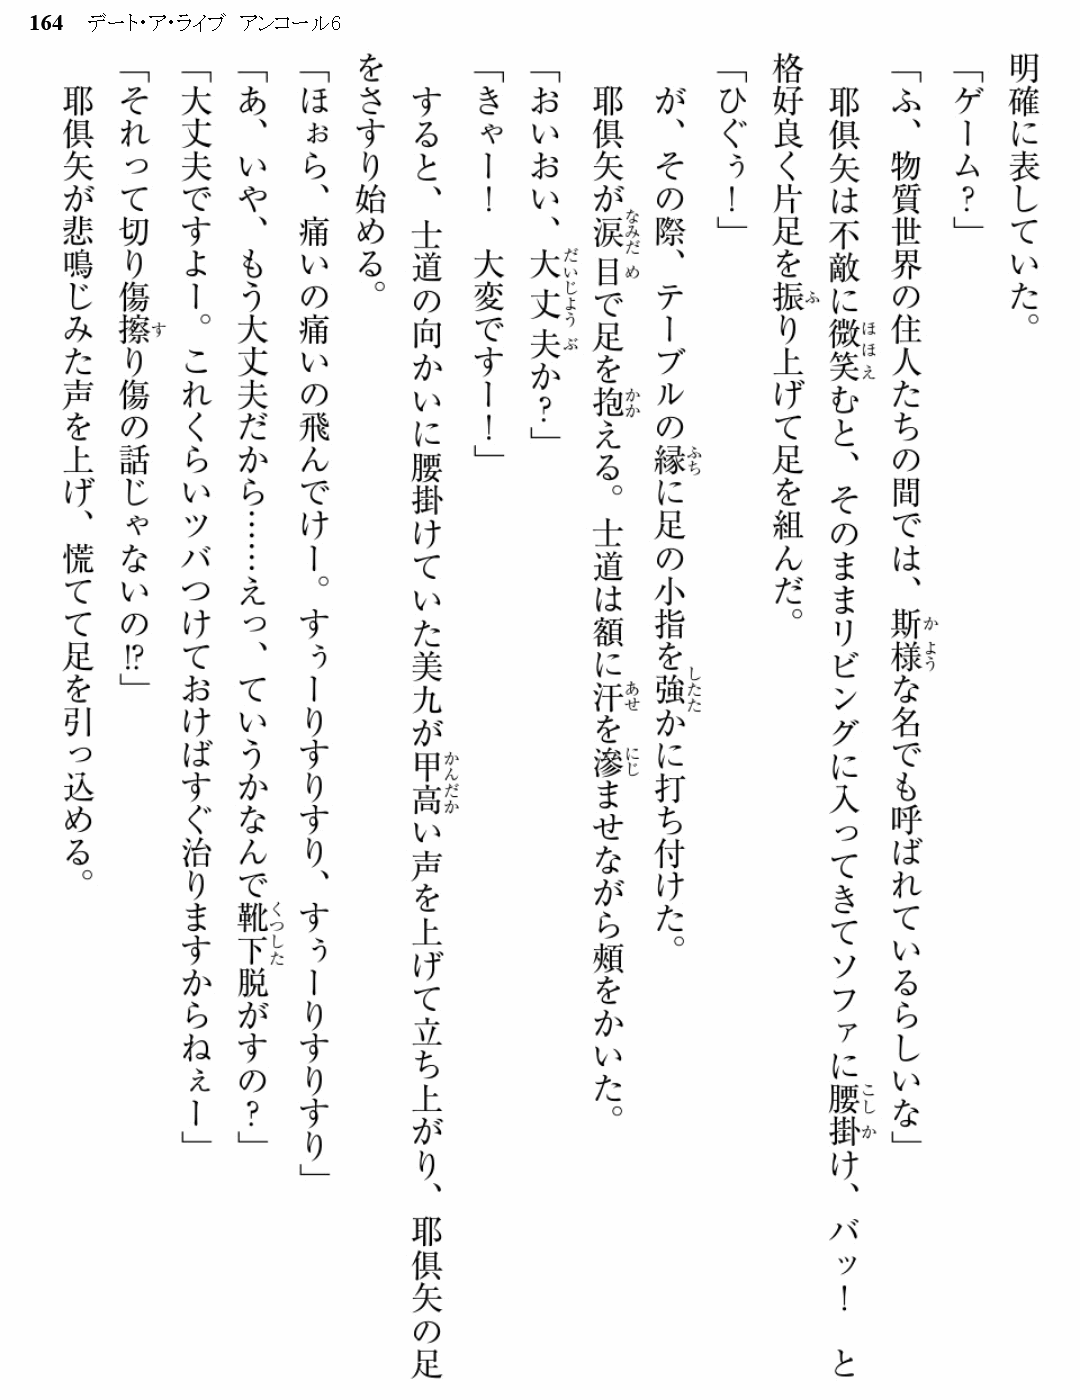 164 デート・ア・ライブ アンコール6
明確に表していた。
「ゲーム?」
「ふ、物質世界の住人たちの間では、斯様な名でも呼ばれているらしいな」
耶倶矢は不敵に微笑むと、そのままリビングに入ってきてソファに腰掛け、バッ! と
格好良く片足を振り上げて足を組んだ。
「ひぐぅ!」
が、その際、テーブルの縁に足の小指を強かに打ち付けた。
耶倶矢が涙目で足を抱える。士道は額に汗を滲ませながら頰をかいた。
「おいおい、大丈夫か?」
「きゃー! 大変ですー!」
すると、士道の向かいに腰掛けていた美九が甲高い声を上げて立ち上がり、耶倶矢の足
をさすり始める。
「ほぉら、痛いの痛いの飛んでけー。すぅーりすりすり、すぅーりすりすり」
「あ、いや、もう大丈夫だから……えっ、ていうかなんで靴下脱がすの?」
「大丈夫ですよー。これくらいツバつけておけばすぐ治りますからねぇー」
「それって切り傷擦り傷の話じゃないの!?」
耶倶矢が悲鳴じみた声を上げ、慌てて足を引っ込める。